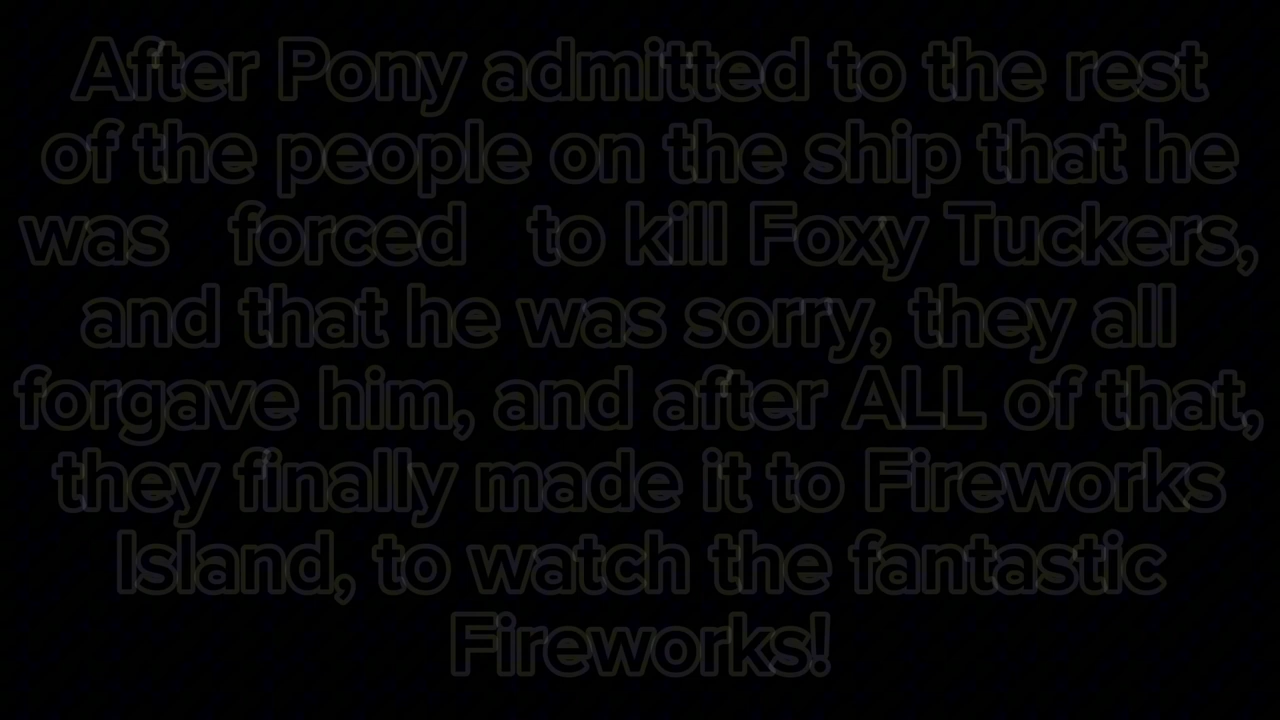 After Pony admitted to the rest
of the people on the ship that he
was forced to kill Foxy Tuckers,
and that he was sorry, they all
forgave him, and after ALL of that,
they finally made it to Fireworks
Island, to watch the fantastic
Fireworks!